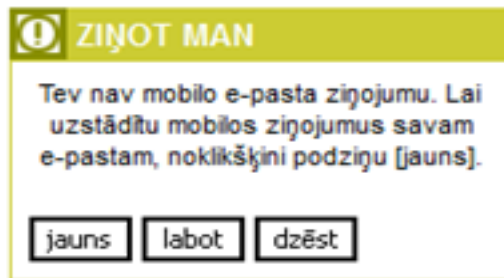 ZIŅOT MAN
Tev nav mobilo e-pasta ziņojumu. Lai
uzstādītu mobilos ziņojumus savam
e-pastam, noklikšķini podziņu [jauns].
jauns labot dzēst